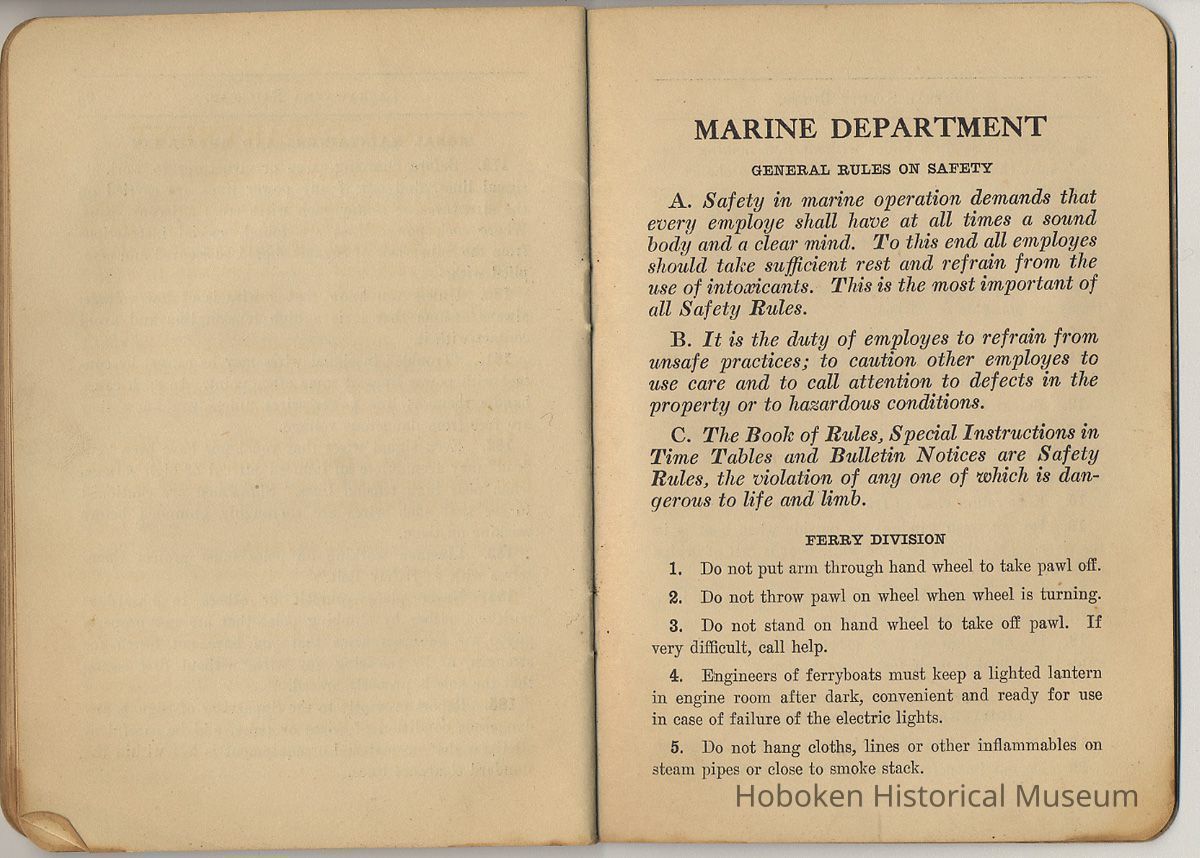 MARINE DEPARTMENT
GENERAL RULES ON SAFETY
A. Safety in marine operation demands that
every employe shall have at all times a sound
body and a clear mind. To this end all employes
should take sufficient rest and refrain from the
use of intoxicants. This is the most important of
all Safety Rules.
B. It is the duty of employes to refrain from
unsafe practices; to caution other employes to
use care and to call attention to defects in the
property or to hazardous conditions.
C. The Book of Rules, Special Instructions in
Time Tables and Bulletin Notices are Safety
Rules, the violation of any one of which is dan-
gerous to life and limb.
FERRY DIVISION
1. Do not put arm through hand wheel to take pawl off.
2. Do not throw pawl on wheel when wheel is turning.
3. Do not stand on hand wheel to take off pawl. If
very difficult, call help.
4. Engineers of ferryboats must keep a lighted lantern
in engine room after dark, convenient and ready for use
in case of failure of the electric lights.
5. Do not hang cloths, lines or other inflammables on
steam pipes or close to smoke stack.
Hoboken Historical Museum